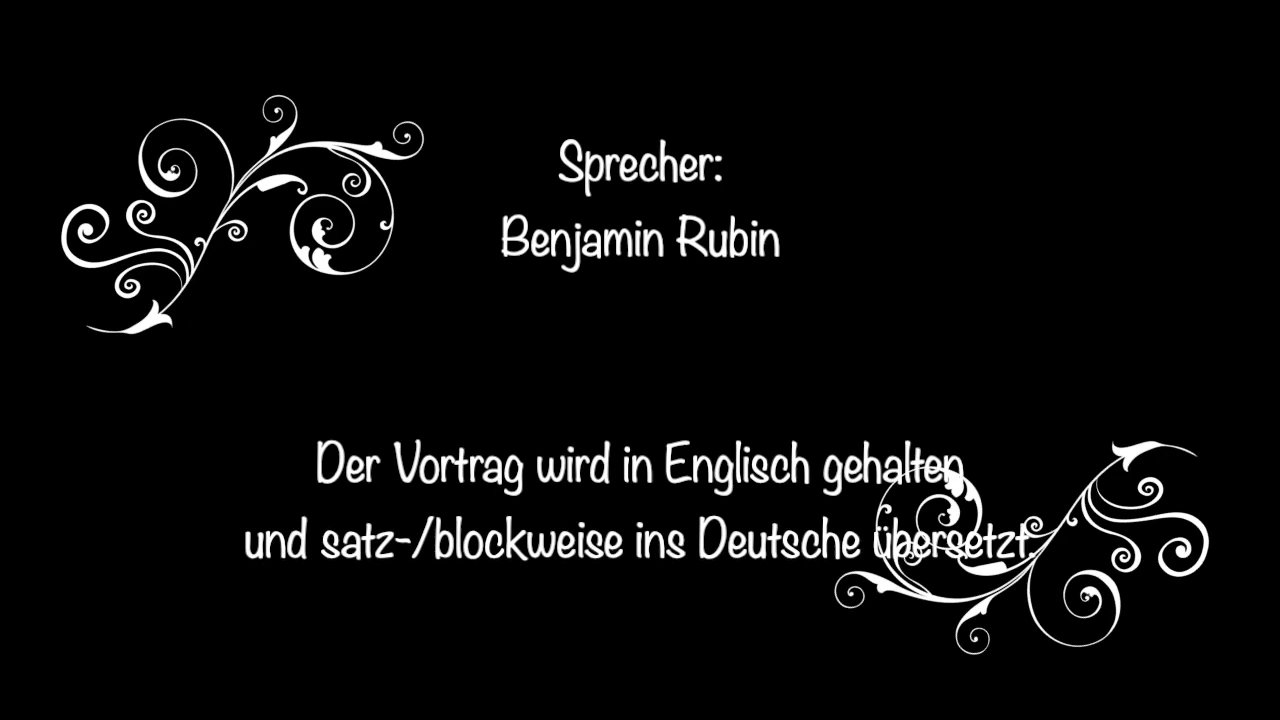 Sprecher:
Benjamin Rubin
Der Vortrag wird in Englisch gehalten
und satz-/blockweise ins Deutsche übersetzt.